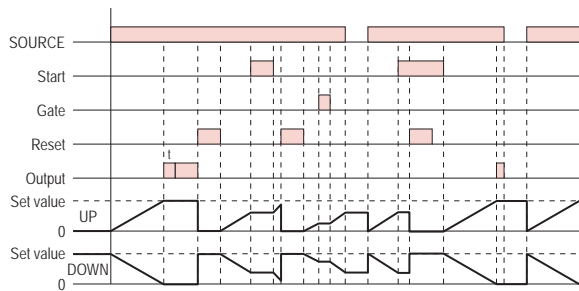 SOURCE
Start
Gate
Reset
t
Output
Set value
UP
0
Set value
DOWN
0